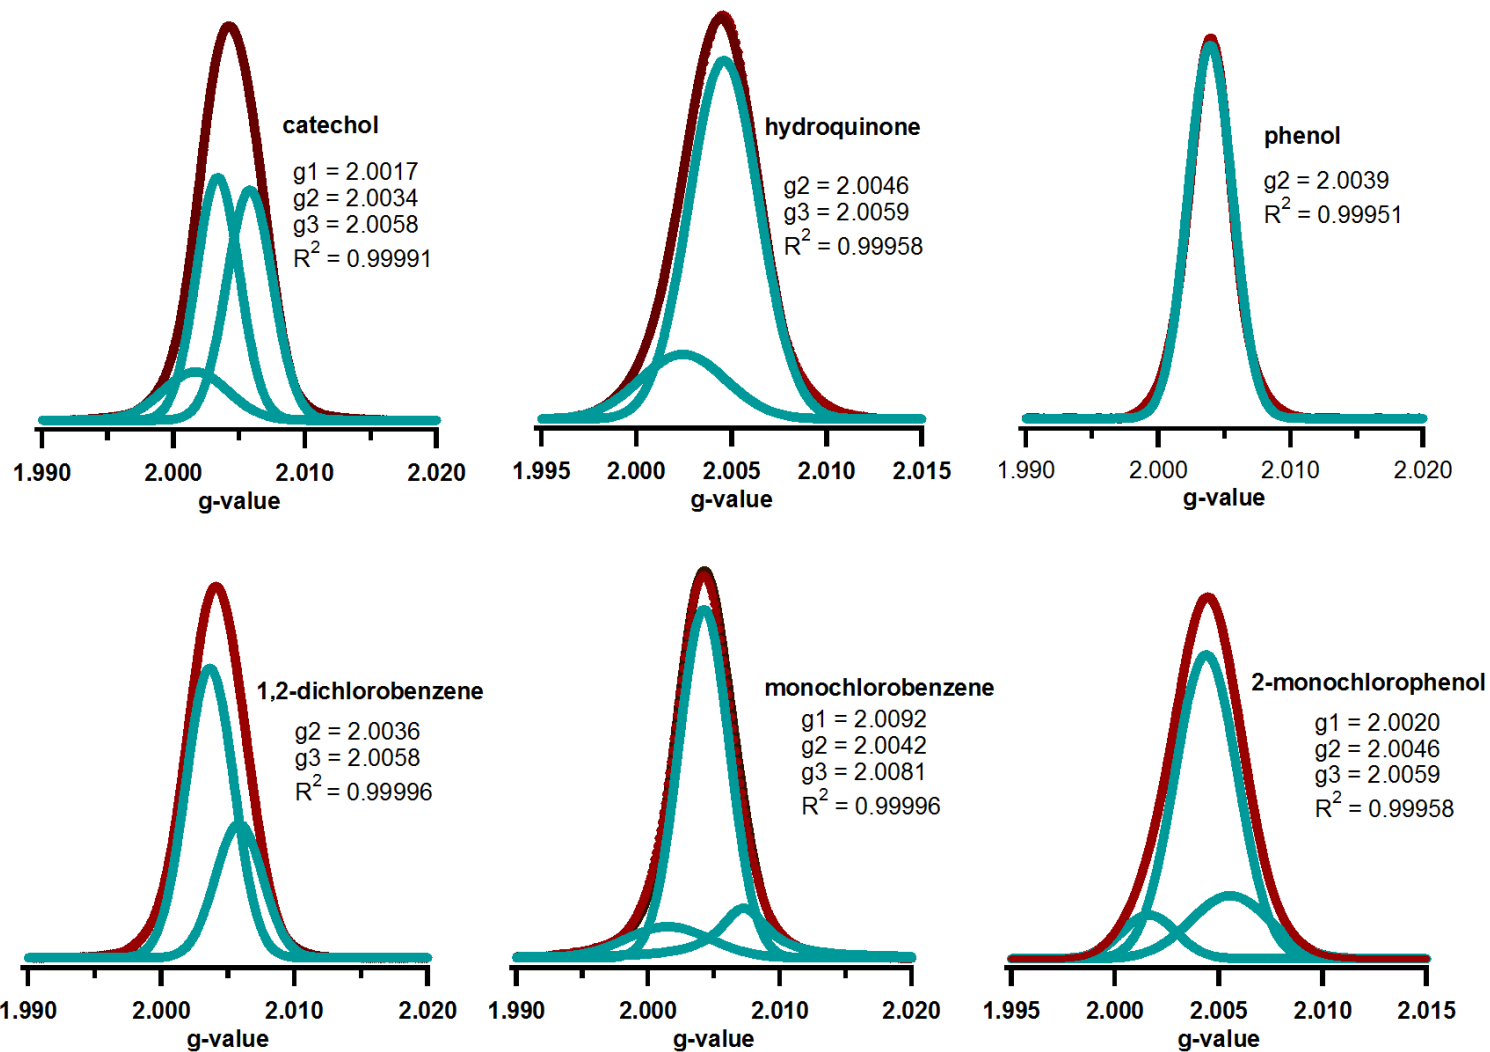 catechol
g1 = 2.0017
g2 = 2.0034
g3 = 2.0058
R² = 0.99991
1.990 2.000 2.010 2.020
g-value
hydroquinone
g2 = 2.0046
g3 = 2.0059
R² = 0.99958
1.995 2.000 2.005 2.010 2.015
g-value
phenol
g2 = 2.0039
R² = 0.99951
1.990 2.000 2.010 2.020
g-value
1,2-dichlorobenzene
g2 = 2.0036
g3 = 2.0058
R² = 0.99996
1.990 2.000 2.010 2.020
g-value
monochlorobenzene
g1 = 2.0092
g2 = 2.0042
g3 = 2.0081
R² = 0.99996
1.990 2.000 2.010 2.020
g-value
2-monochlorophenol
g1 = 2.0020
g2 = 2.0046
g3 = 2.0059
R² = 0.99958
1.995 2.000 2.005 2.010 2.015
g-value